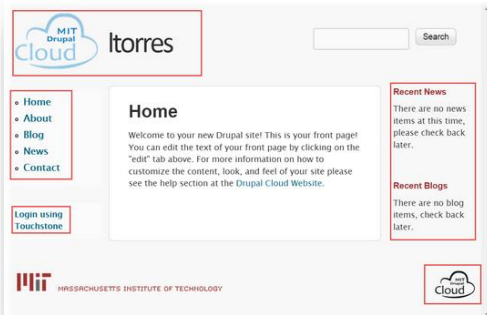 MIT
Drupal
Cloud
ltorres
Search
Home
About
Blog
News
Contact
Login using
Touchstone
Home
Welcome to your new Drupal site! This is your front page!
You can edit the text of your front page by clicking on the
"edit" tab above. For more information on how to
customize the content, look, and feel of your site please
see the help section at the Drupal Cloud Website.
Recent News
There are no news
items at this time,
please check back
later.
Recent Blogs
There are no blog
items, check back
later.
MASSACHUSETTS INSTITUTE OF TECHNOLOGY
MIT
Drupal
Cloud